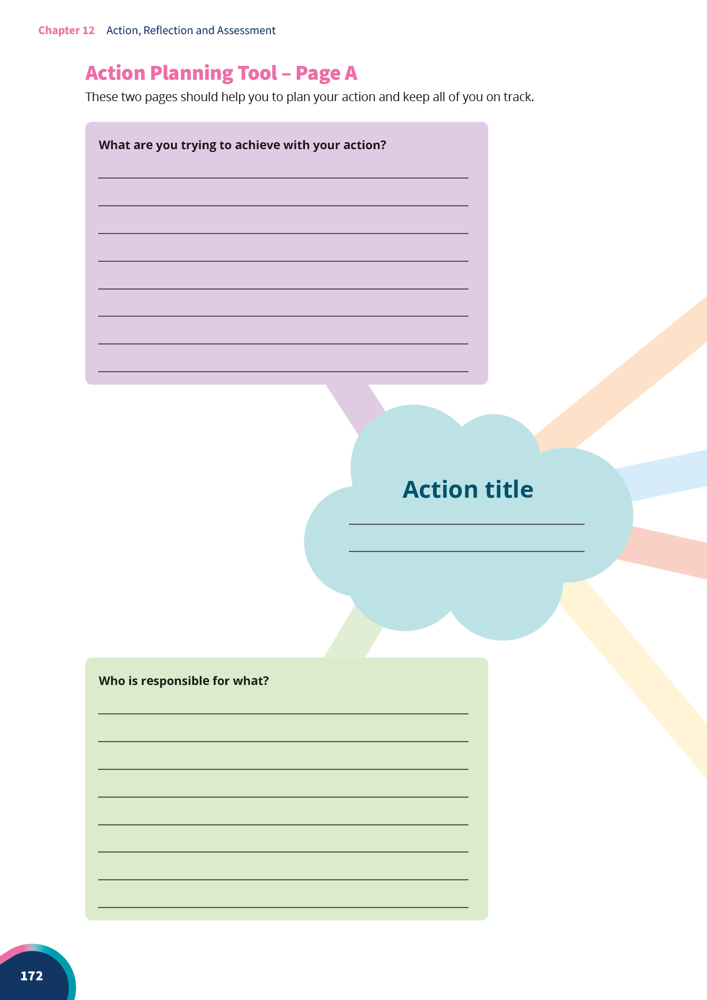 Chapter 12 Action, Reflection and Assessment
Action Planning Tool – Page A
These two pages should help you to plan your action and keep all of you on track.
What are you trying to achieve with your action?
Action title
Who is responsible for what?
172